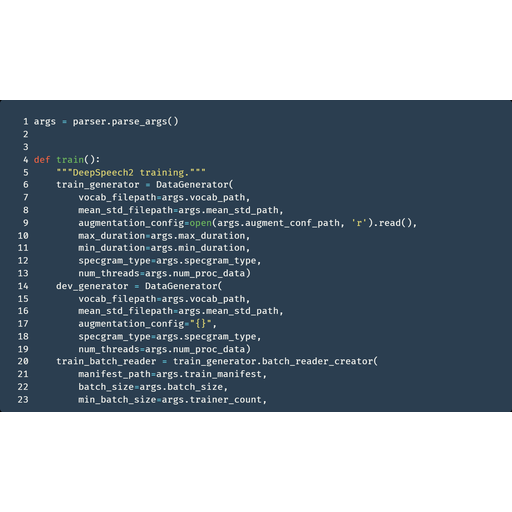 1 args = parser.parse_args()
2
3
4 def train():
5     """DeepSpeech2 training."""
6     train_generator = DataGenerator(
7         vocab_filepath=args.vocab_path,
8         mean_std_filepath=args.mean_std_path,
9         augmentation_config=open(args.augment_conf_path, 'r').read(),
10         max_duration=args.max_duration,
11         min_duration=args.min_duration,
12         specgram_type=args.specgram_type,
13         num_threads=args.num_proc_data)
14     dev_generator = DataGenerator(
15         vocab_filepath=args.vocab_path,
16         mean_std_filepath=args.mean_std_path,
17         augmentation_config="{}",
18         specgram_type=args.specgram_type,
19         num_threads=args.num_proc_data)
20     train_batch_reader = train_generator.batch_reader_creator(
21         manifest_path=args.train_manifest,
22         batch_size=args.batch_size,
23         min_batch_size=args.trainer_count,